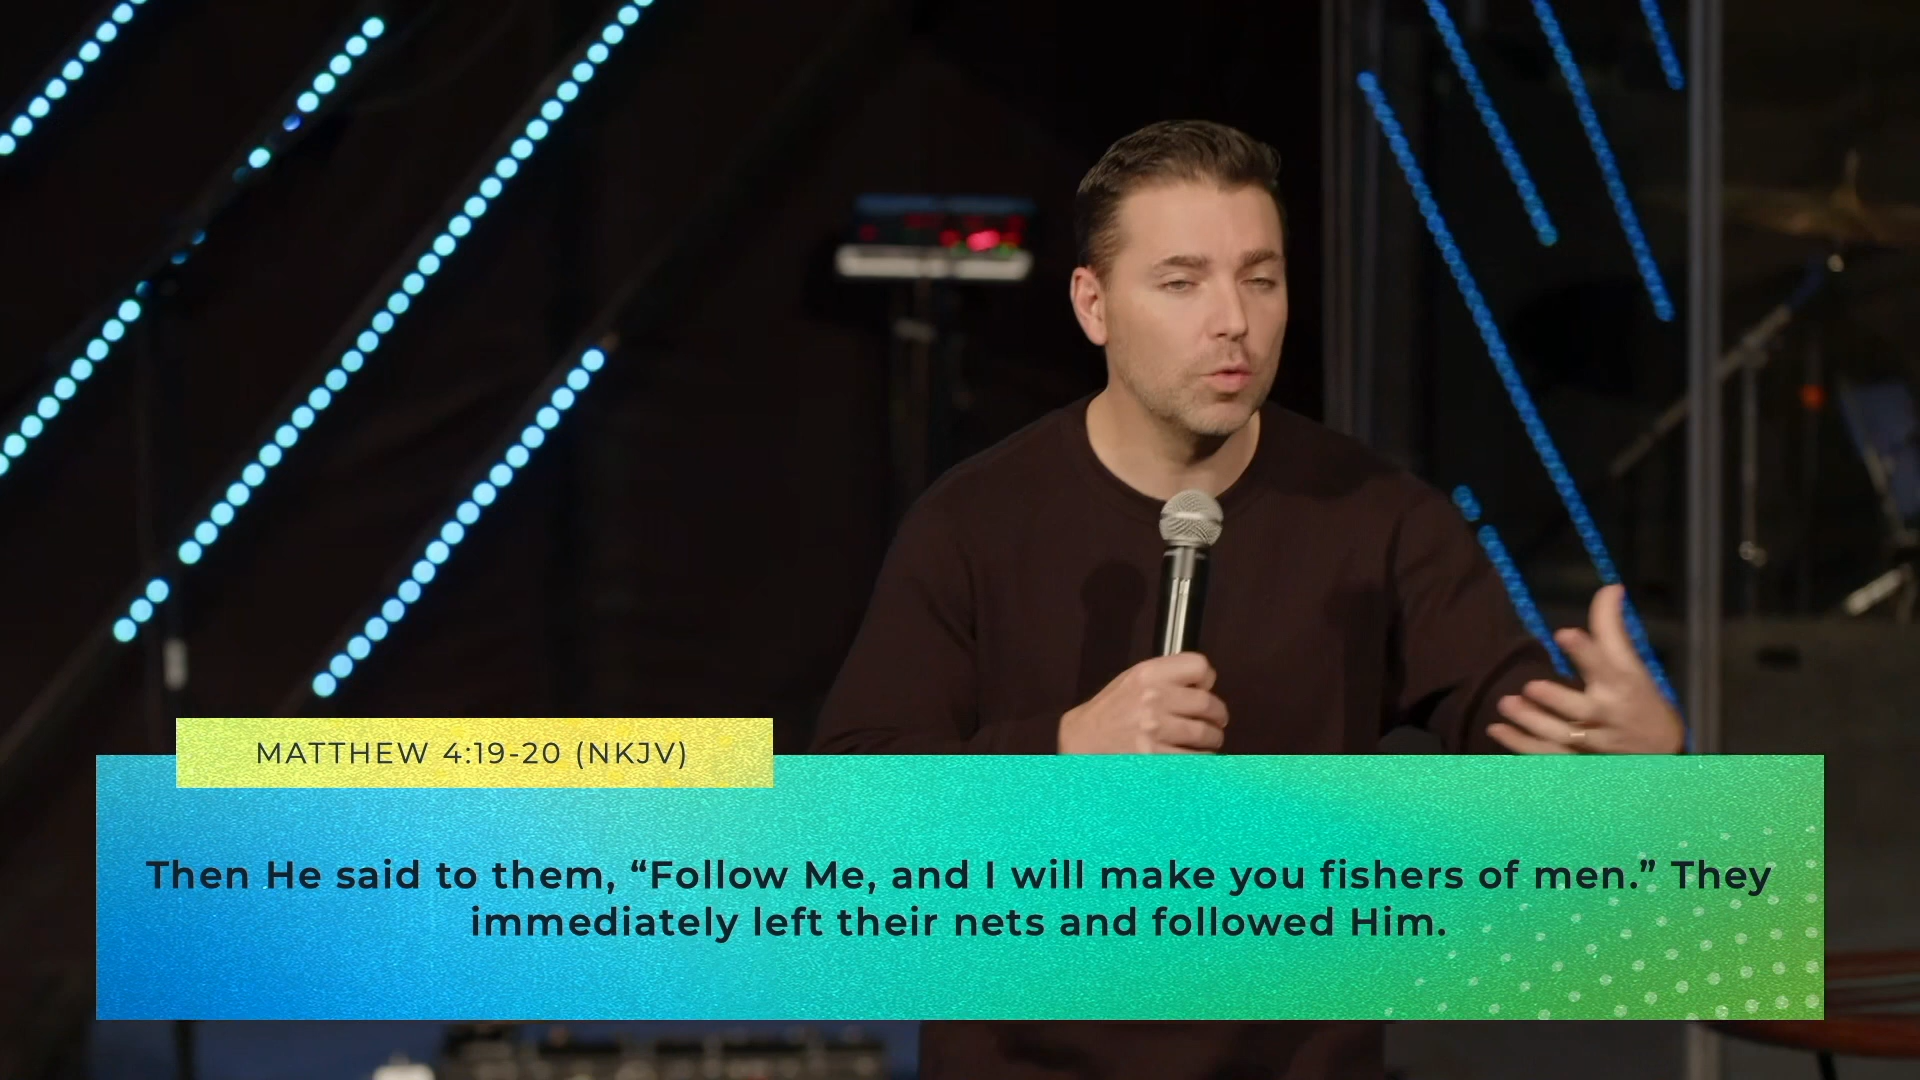 MATTHEW 4:19-20 (NKJV)
Then He said to them, “Follow Me, and I will make you fishers of men.” They
immediately left their nets and followed Him.